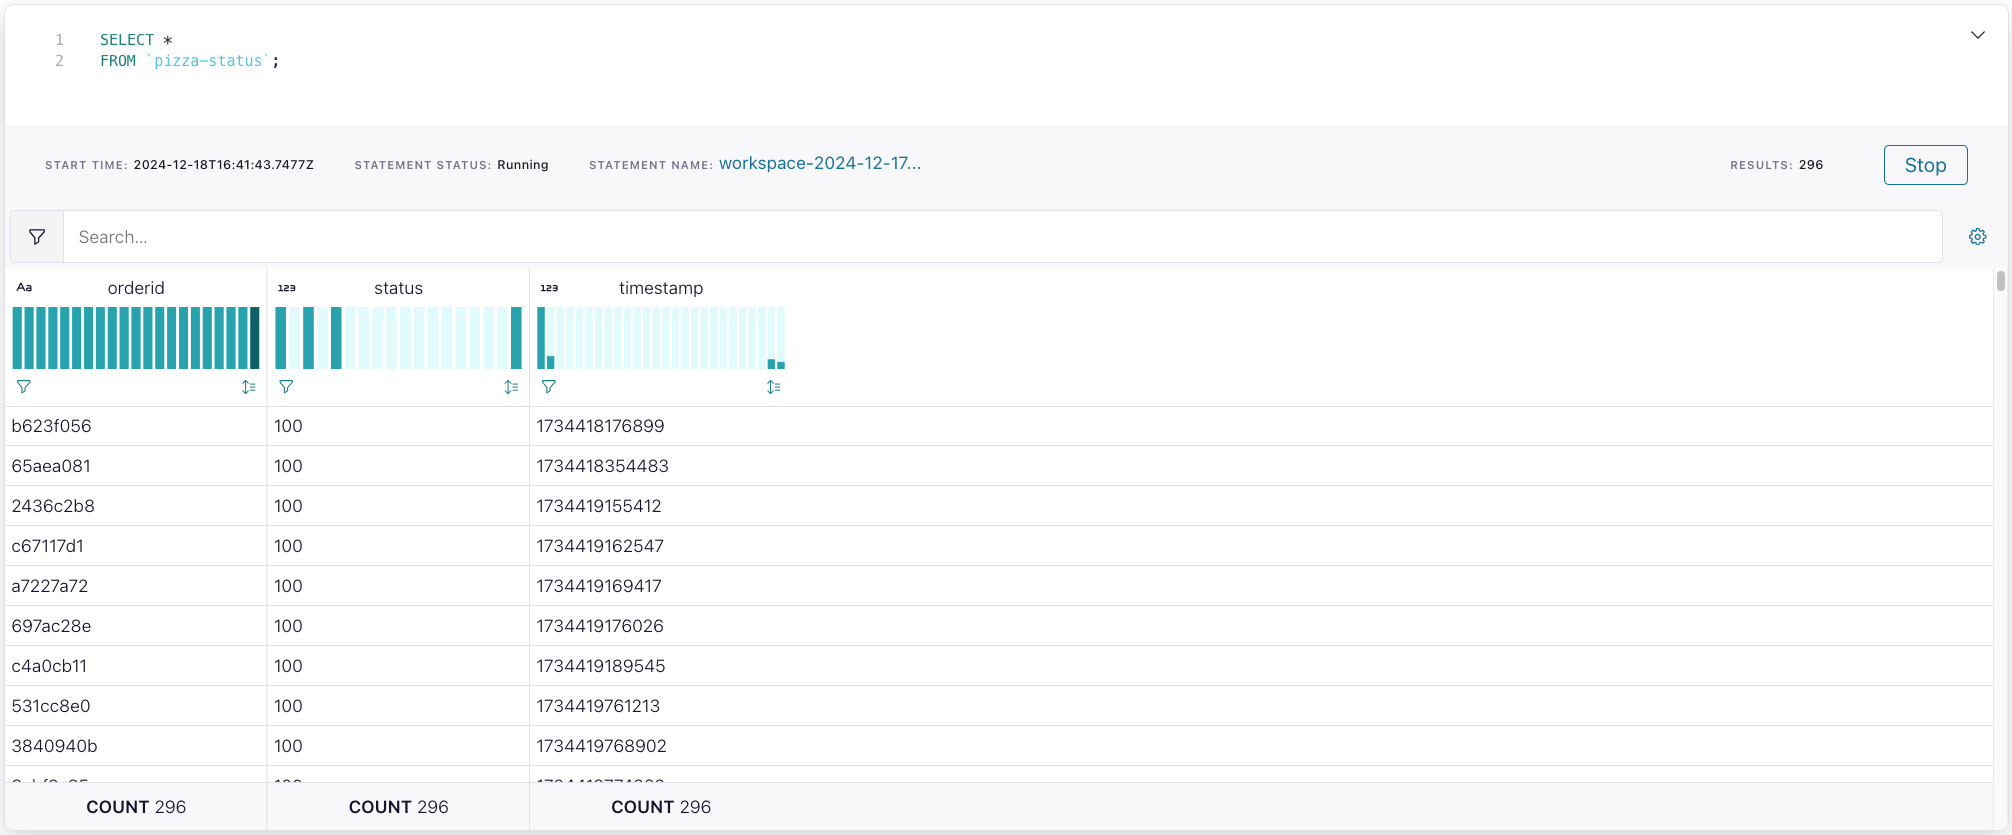 1 SELECT *
2 FROM `pizza-status`;
START TIME: 2024-12-18T16:41:43.7477Z STATEMENT STATUS: Running STATEMENT NAME: workspace-2024-12-17... RESULTS: 296 Stop
Search...
Aa orderid 123 status 123 timestamp
b623f056 100 1734418176899
65aea081 100 1734418354483
2436c2b8 100 1734419155412
c67117d1 100 1734419162547
a7227a72 100 1734419169417
697ac28e 100 1734419176026
c4a0cb11 100 1734419189545
531cc8e0 100 1734419761213
3840940b 100 1734419768902
COUNT 296 COUNT 296 COUNT 296